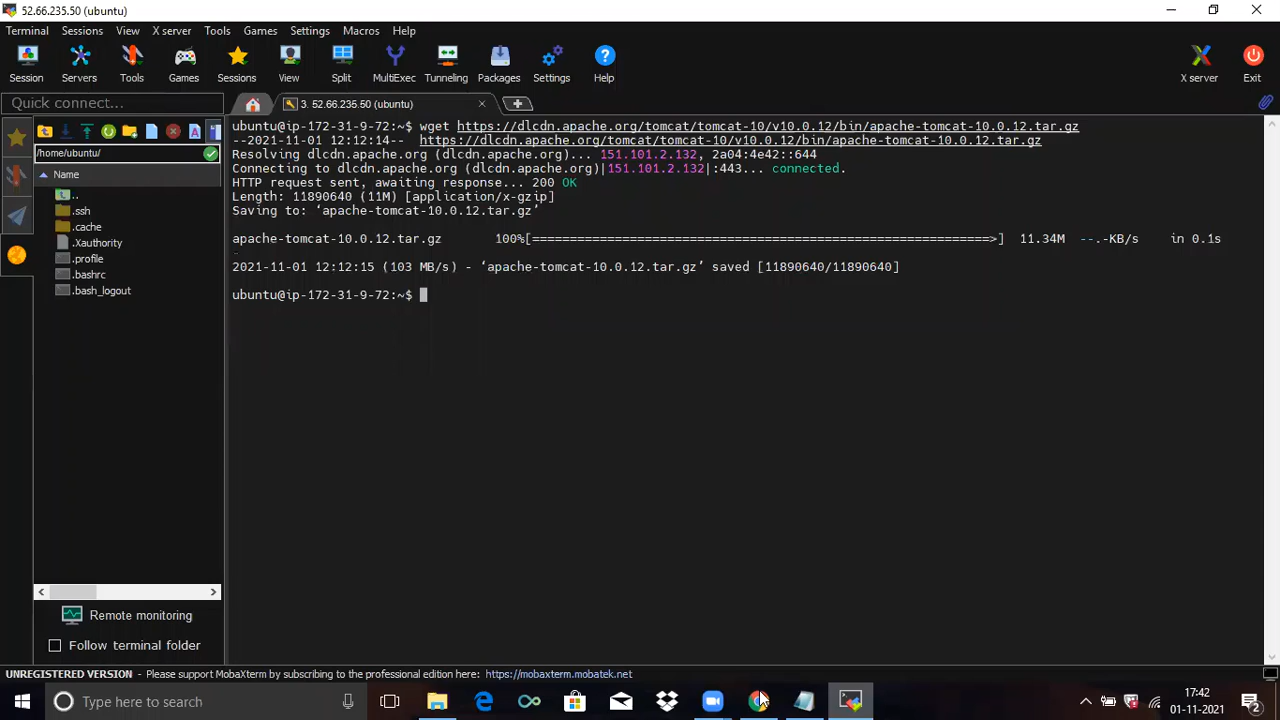 52.66.235.50 (ubuntu)
Terminal Sessions View X server Tools Games Settings Macros Help
Session Servers Tools Games Sessions View Split MultiExec Tunneling Packages Settings Help X server Exit
Quick connect...
3. 52.66.235.50 (ubuntu)
/home/ubuntu/
Name
..
.ssh
.cache
.Xauthority
.profile
.bashrc
.bash_logout
Remote monitoring
Follow terminal folder
ubuntu@ip-172-31-9-72:~$ wget https://dlcdn.apache.org/tomcat/tomcat-10/v10.0.12/bin/apache-tomcat-10.0.12.tar.gz
--2021-11-01 12:12:14-- https://dlcdn.apache.org/tomcat/tomcat-10/v10.0.12/bin/apache-tomcat-10.0.12.tar.gz
Resolving dlcdn.apache.org (dlcdn.apache.org)... 151.101.2.132, 2a04:4e42::644
Connecting to dlcdn.apache.org (dlcdn.apache.org)|151.101.2.132|:443... connected.
HTTP request sent, awaiting response... 200 OK
Length: 11890640 (11M) [application/x-gzip]
Saving to: ‘apache-tomcat-10.0.12.tar.gz’
apache-tomcat-10.0.12.tar.gz 100%[=============================================================>] 11.34M --.-KB/s in 0.1s
2021-11-01 12:12:15 (103 MB/s) - ‘apache-tomcat-10.0.12.tar.gz’ saved [11890640/11890640]
ubuntu@ip-172-31-9-72:~$
UNREGISTERED VERSION - Please support MobaXterm by subscribing to the professional edition here: https://mobaxterm.mobatek.net
Type here to search
17:42
01-11-2021
2